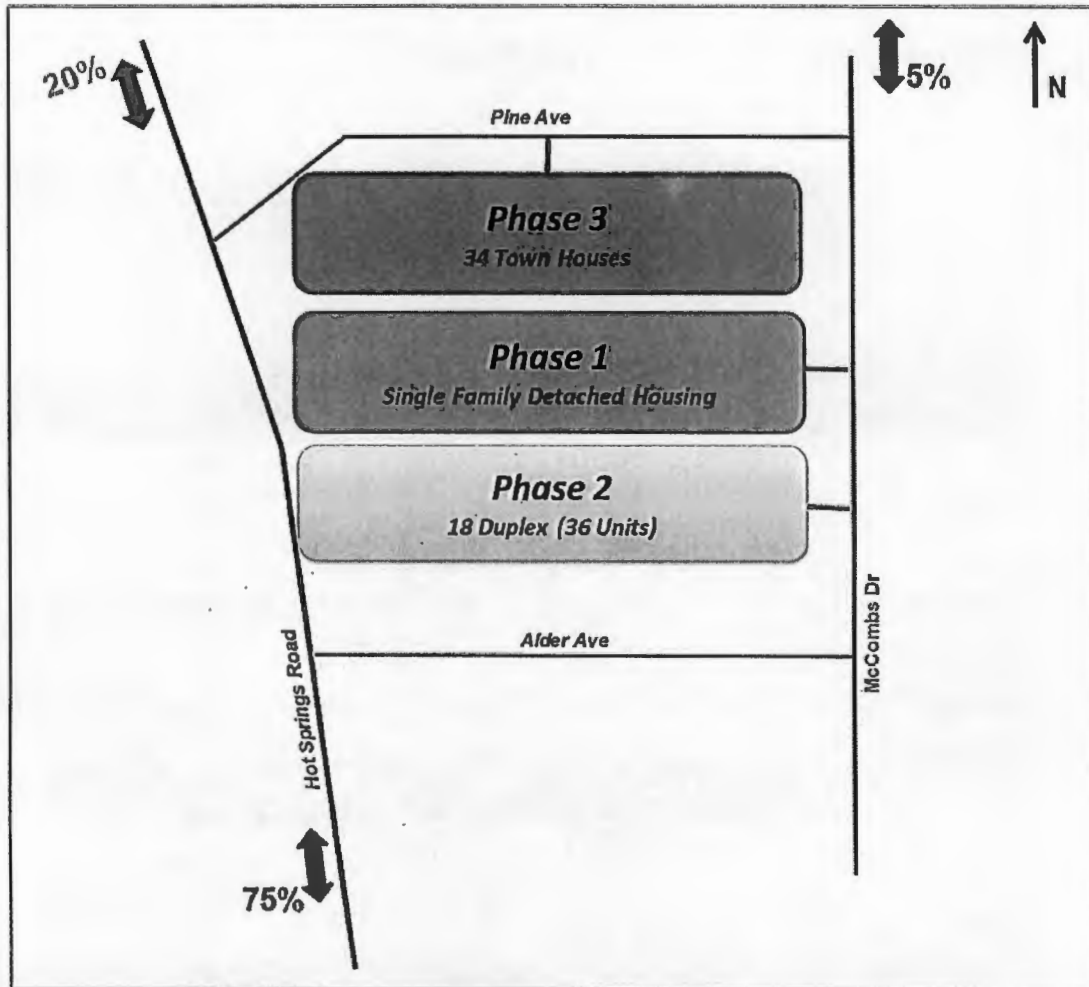 20%
5%
N
Pine Ave
Phase 3
34 Town Houses
Phase 1
Single Family Detached Housing
Phase 2
18 Duplex (36 Units)
Alder Ave
McCombs Dr
Hot Springs Road
75%